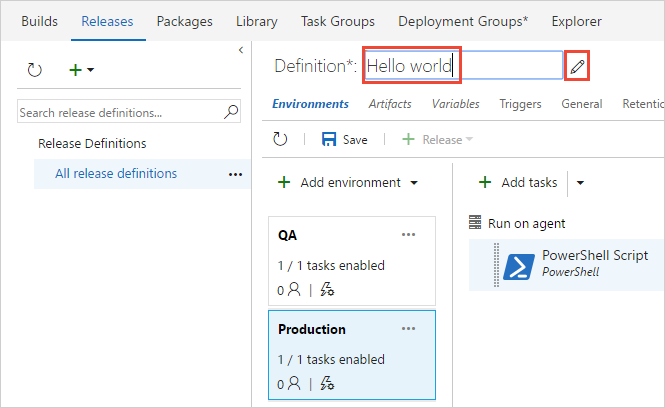 Builds Releases Packages Library Task Groups Deployment Groups* Explorer
Definition*: Hello world
Environments Artifacts Variables Triggers General Retentio
Search release definitions...
Save Release
Release Definitions
All release definitions ...
Add environment Add tasks
QA ...
1 / 1 tasks enabled
0 |
Production ...
1 / 1 tasks enabled
0 |
Run on agent
PowerShell Script
PowerShell